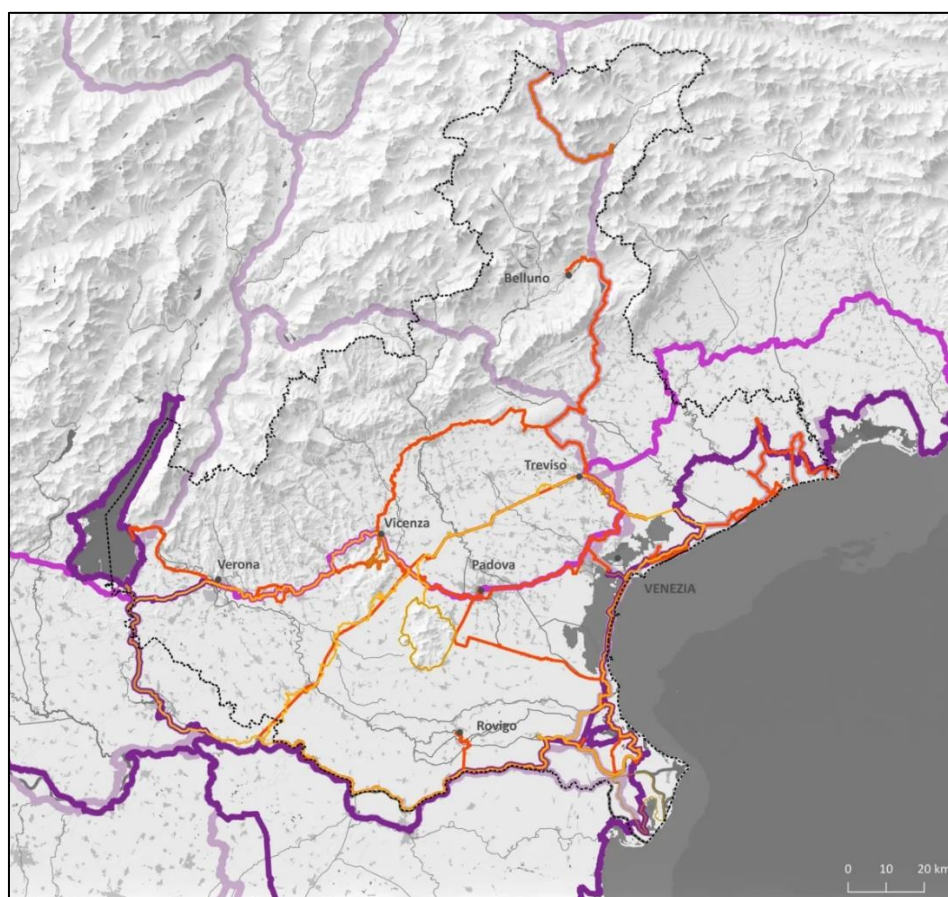 Belluno
Treviso
Vicenza
Verona
Padova
VENEZIA
Rovigo
0 10 20 km